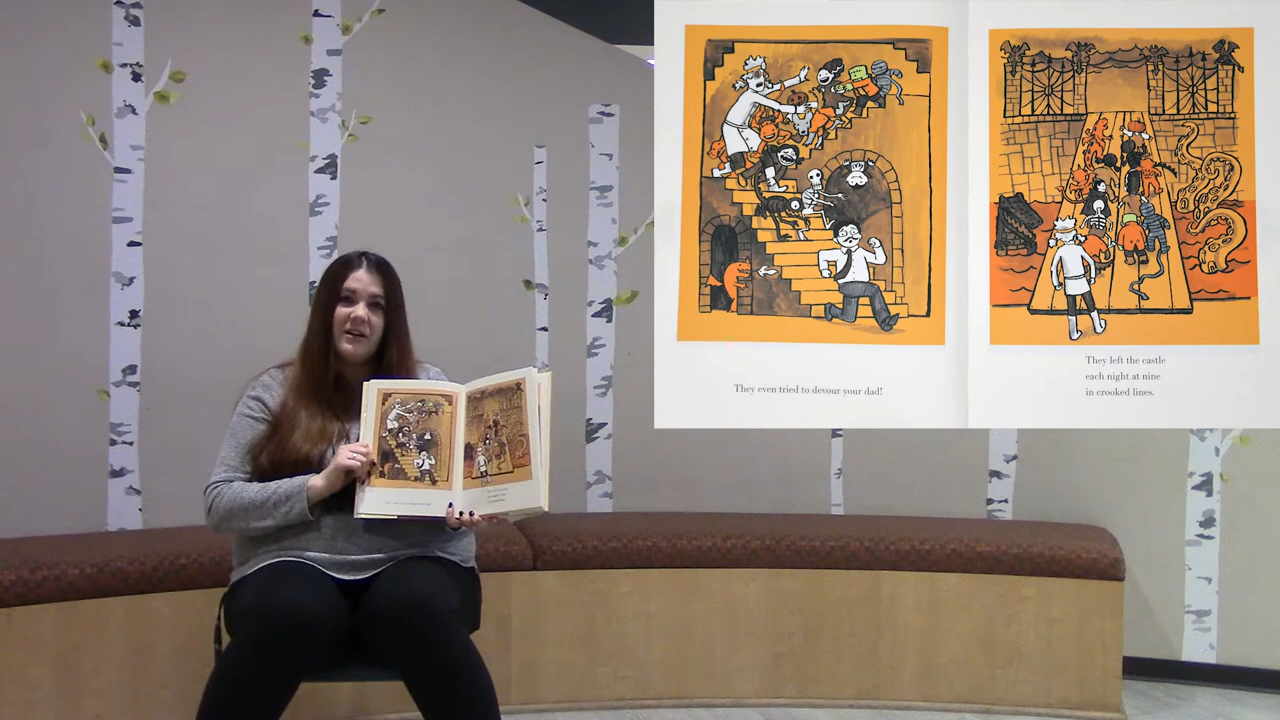 They even tried to devour your dad!
They left the castle
each night at nine
in crooked lines.